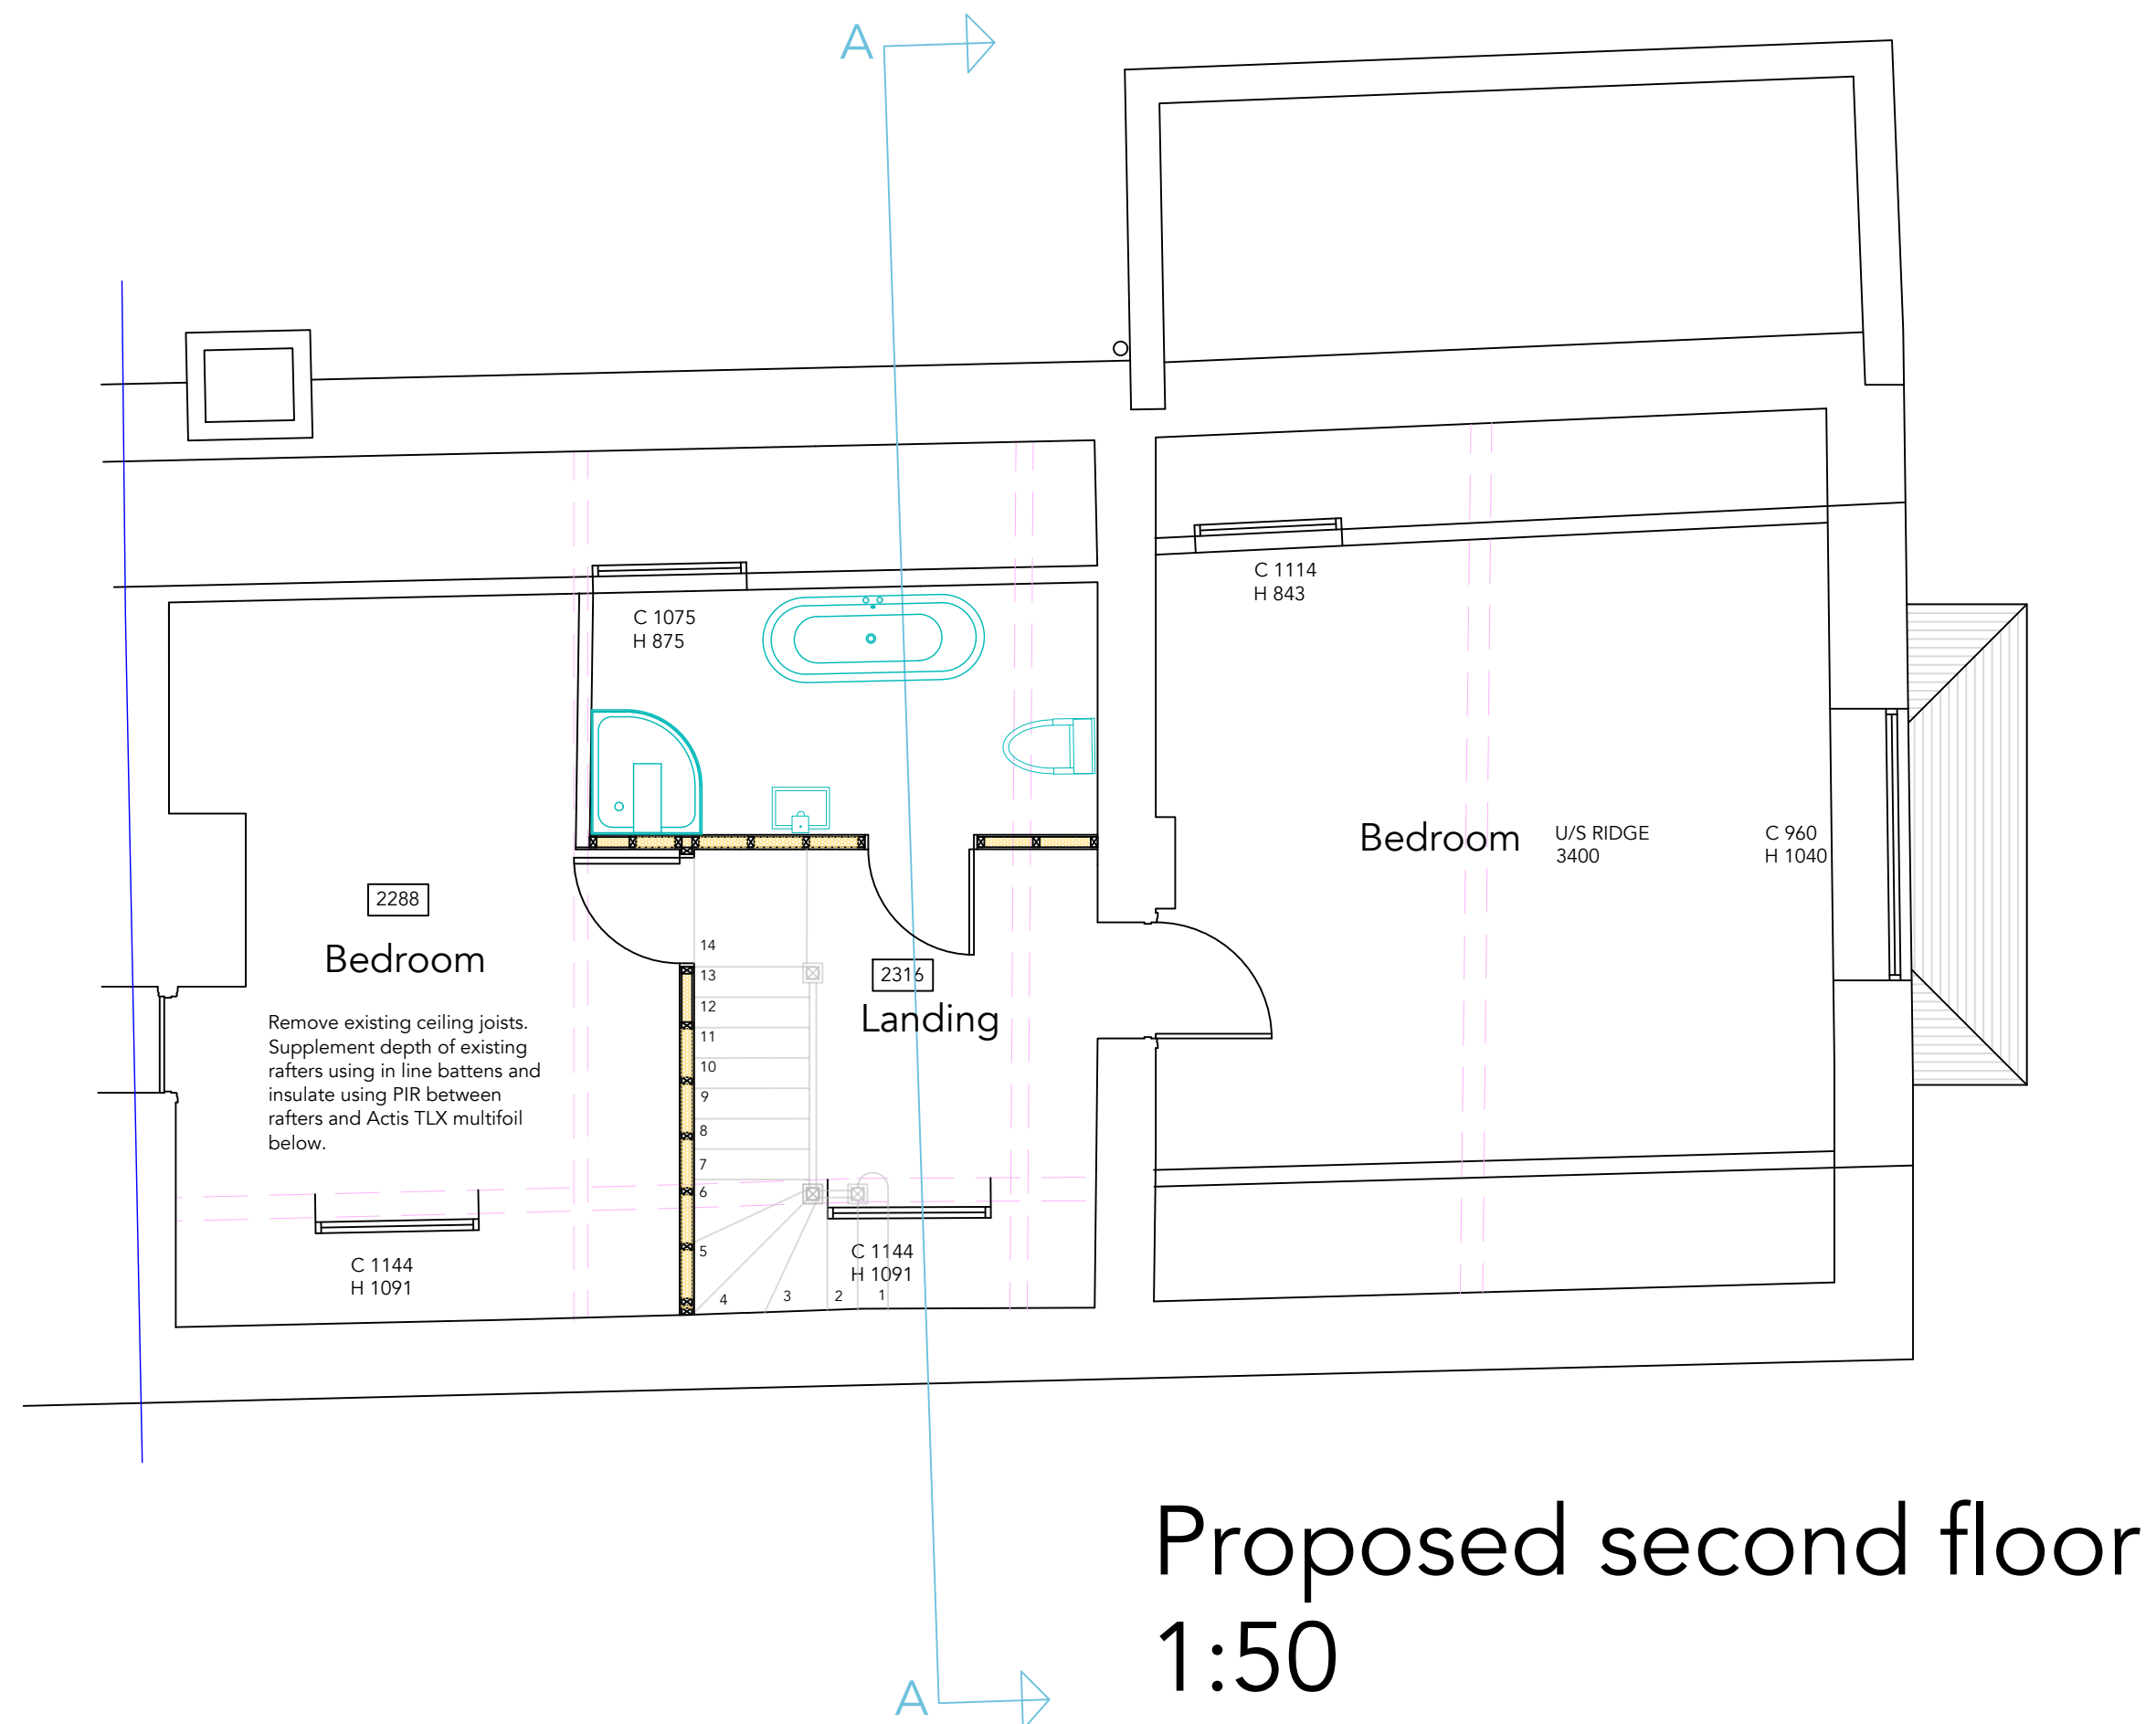 A
C 1114
H 843
C 1075
H 875
Bedroom
U/S RIDGE
3400
C 960
H 1040
2288
Bedroom
Remove existing ceiling joists.
Supplement depth of existing
rafters using in line battens and
insulate using PIR between
rafters and Actis TLX multifoil
below.
14
13
12
11
10
9
8
7
6
5
4
3
2
1
2316
Landing
C 1144
H 1091
C 1144
H 1091
Proposed second floor
1:50
A